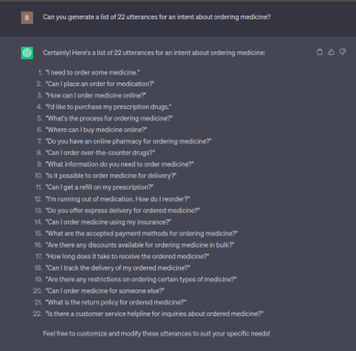 B
Can you generate a list of 22 utterances for an intent about ordering medicine?
Certainly! Here's a list of 22 utterances for an intent about ordering medicine:
1. "I need to order some medicine."
2. "Can I place an order for medication?"
3. "How can I order medicine online?"
4. "I'd like to purchase my prescription drugs."
5. "What's the process for ordering medicine?"
6. "Where can I buy medicine online?"
7. "Do you have an online pharmacy for ordering medicine?"
8. "Can I order over-the-counter drugs?"
9. "What information do you need to order medicine?"
10. "Is it possible to order medicine for delivery?"
11. "Can I get a refill on my prescription?"
12. "I'm running out of medication. How do I reorder?"
13. "Do you offer express delivery for ordered medicine?"
14. "Can I order medicine using my insurance?"
15. "What are the accepted payment methods for ordering medicine?"
16. "Are there any discounts available for ordering medicine in bulk?"
17. "How long does it take to receive the ordered medicine?"
18. "Can I track the delivery of my ordered medicine?"
19. "Are there any restrictions on ordering certain types of medicine?"
20. "Can I order medicine for someone else?"
21. "What is the return policy for ordered medicine?"
22. "Is there a customer service helpline for inquiries about ordered medicine?"
Feel free to customize and modify these utterances to suit your specific needs!